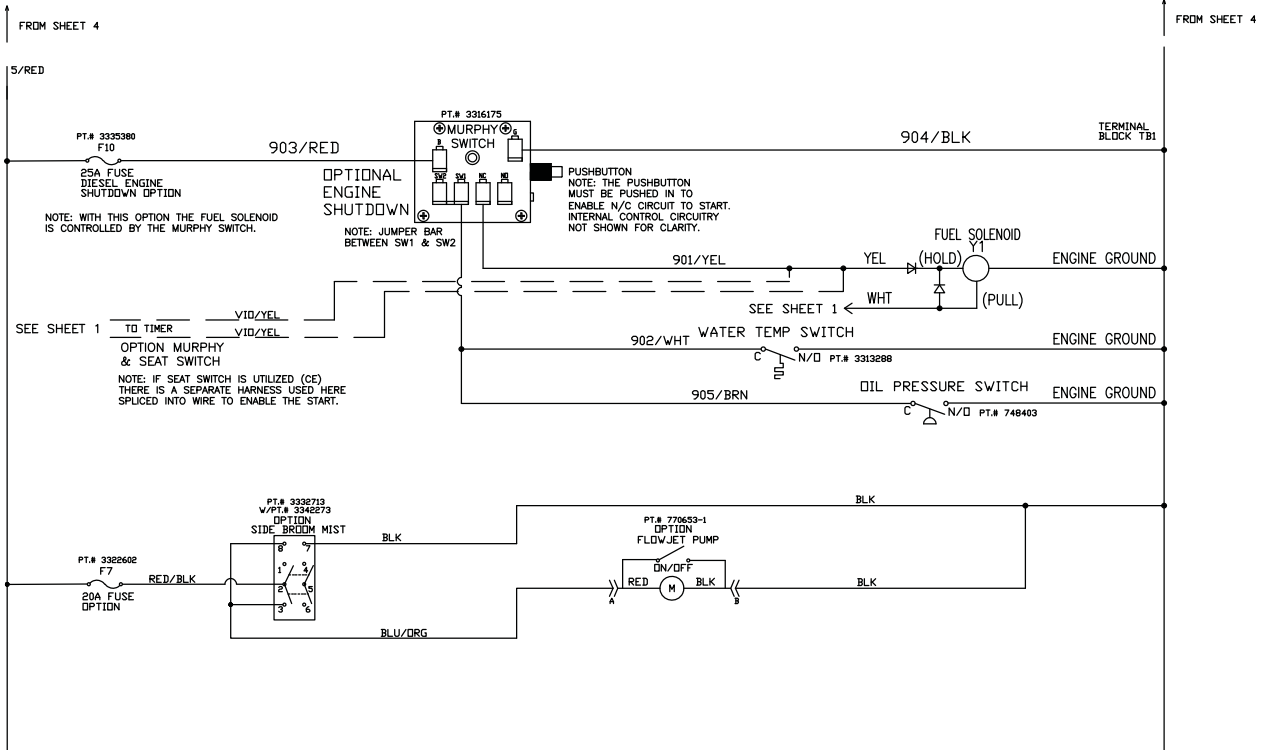 FROM SHEET 4
FROM SHEET 4
5/RED
PT.# 3335380
F10
25A FUSE
DIESEL ENGINE
SHUTDOWN OPTION
903/RED
NOTE: WITH THIS OPTION THE FUEL SOLENOID
IS CONTROLLED BY THE MURPHY SWITCH.
PT.# 3316175
MURPHY
SWITCH
B
G
SW2
SW1
NC
NO
OPTIONAL
ENGINE
SHUTDOWN
NOTE: JUMPER BAR
BETWEEN SW1 & SW2
PUSHBUTTON
NOTE: THE PUSHBUTTON
MUST BE PUSHED IN TO
ENABLE N/C CIRCUIT TO START.
INTERNAL CONTROL CIRCUITRY
NOT SHOWN FOR CLARITY.
904/BLK
TERMINAL
BLOCK TB1
901/YEL
YEL
(HOLD)
FUEL SOLENOID
Y1
ENGINE GROUND
SEE SHEET 1
WHT
(PULL)
SEE SHEET 1
VIO/YEL
TO TIMER
VIO/YEL
OPTION MURPHY
& SEAT SWITCH
NOTE: IF SEAT SWITCH IS UTILIZED (CE)
THERE IS A SEPARATE HARNESS USED HERE
SPLICED INTO WIRE TO ENABLE THE START.
902/WHT
WATER TEMP SWITCH
C
N/O
PT.# 3313288
ENGINE GROUND
905/BRN
OIL PRESSURE SWITCH
C
N/O
PT.# 748403
ENGINE GROUND
PT.# 3332713
W/PT.# 3342273
OPTION
SIDE BROOM MIST
8
7
1
4
2
5
3
6
BLK
BLK
PT.# 3322602
F7
20A FUSE
OPTION
RED/BLK
BLU/ORG
PT.# 770653-1
OPTION
FLOWJET PUMP
ON/OFF
A
RED
M
BLK
B
BLK